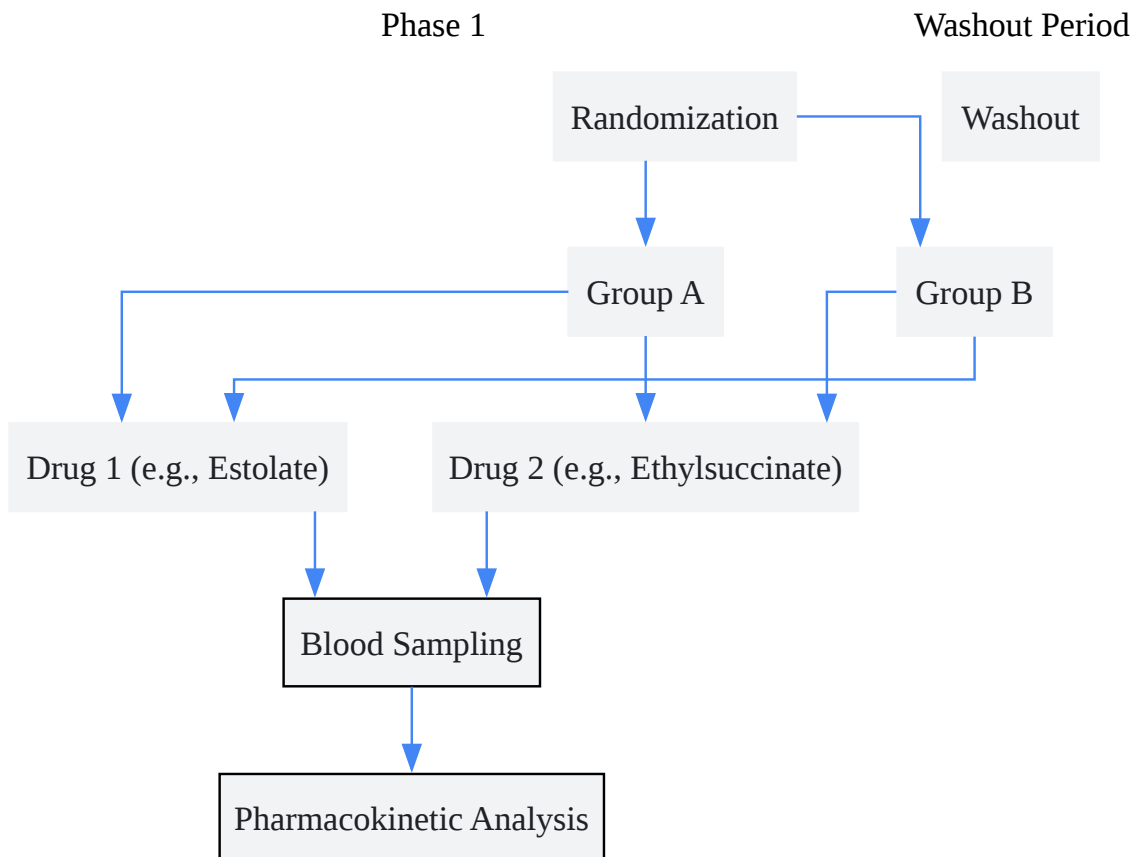 Phase 1
Washout Period
Randomization
Washout
Group A
Group B
Drug 1 (e.g., Estolate)
Drug 2 (e.g., Ethylsuccinate)
Blood Sampling
Pharmacokinetic Analysis